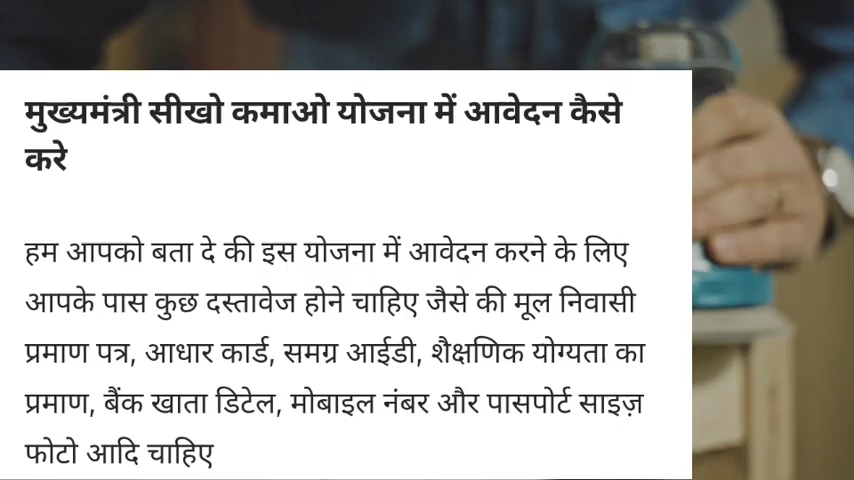 मुख्यमंत्री सीखो कमाओ योजना में आवेदन कैसे
करे
हम आपको बता दे की इस योजना में आवेदन करने के लिए
आपके पास कुछ दस्तावेज होने चाहिए जैसे की मूल निवासी
प्रमाण पत्र, आधार कार्ड, समग्र आईडी, शैक्षणिक योग्यता का
प्रमाण, बैंक खाता डिटेल, मोबाइल नंबर और पासपोर्ट साइज़
फोटो आदि चाहिए